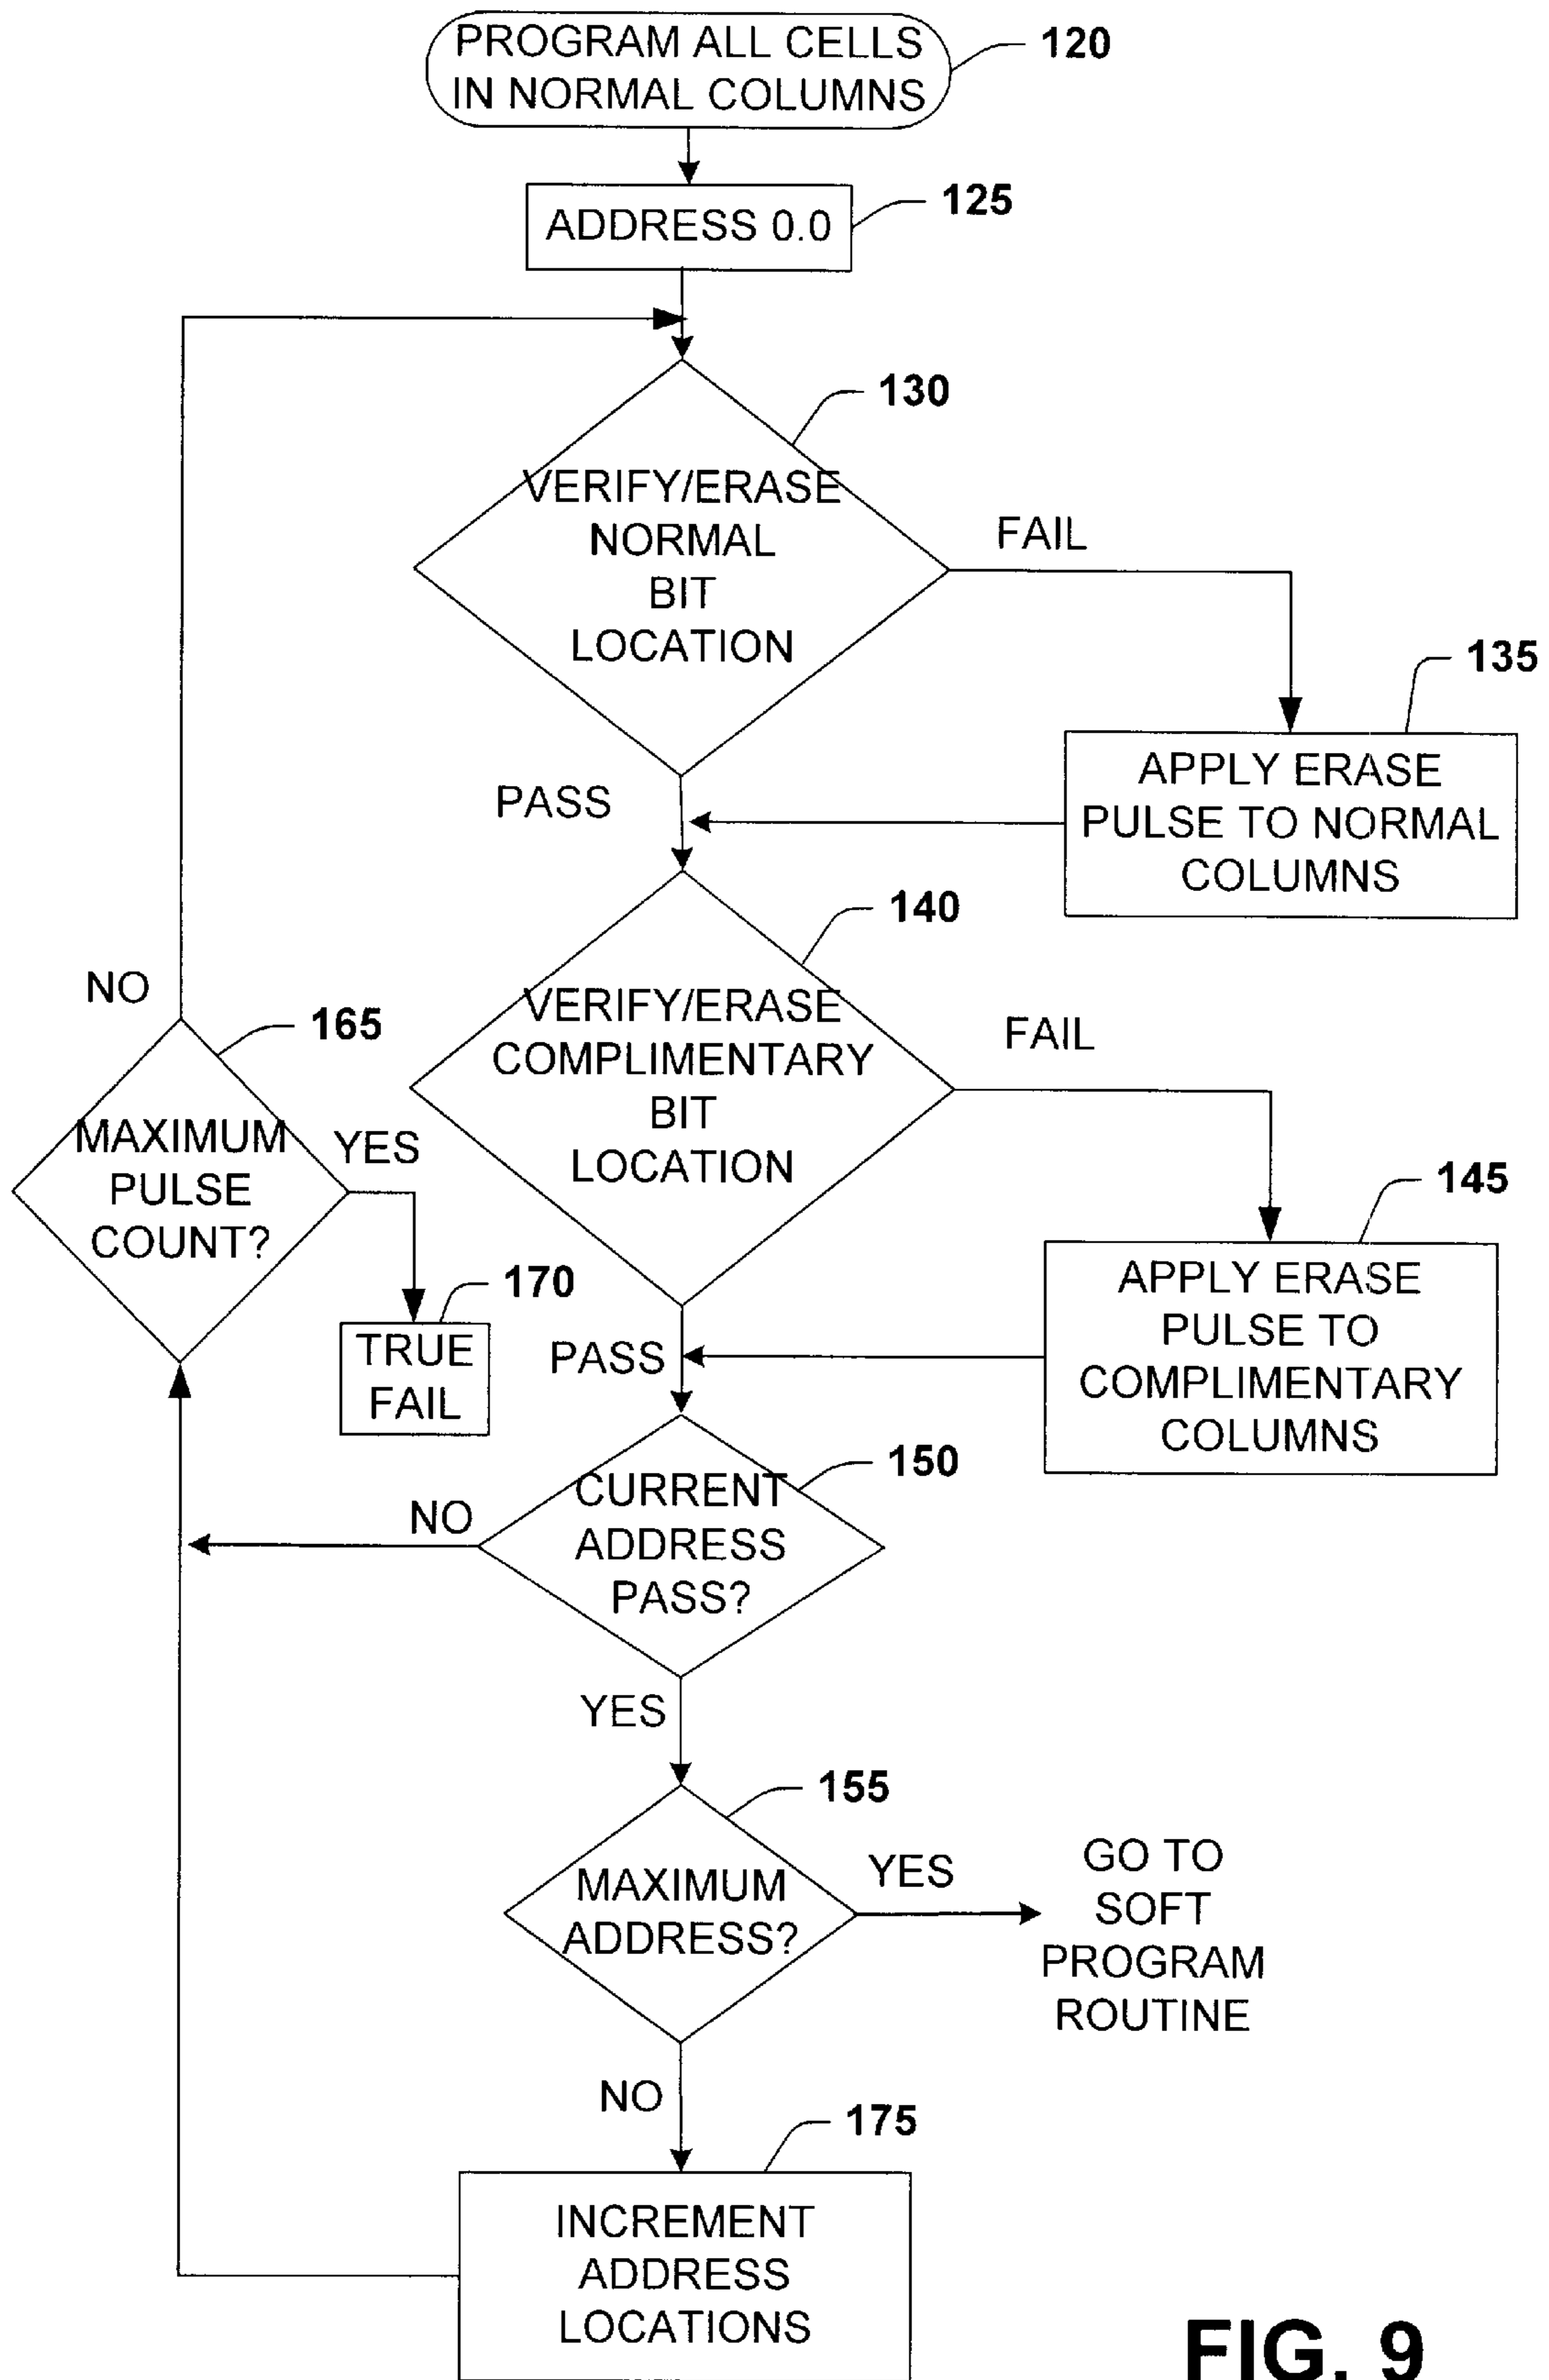 PROGRAM ALL CELLS
IN NORMAL COLUMNS
120
ADDRESS 0.0
125
130
VERIFY/ERASE
NORMAL
BIT
LOCATION
FAIL
135
APPLY ERASE
PULSE TO NORMAL
COLUMNS
PASS
140
VERIFY/ERASE
COMPLIMENTARY
BIT
LOCATION
FAIL
NO
165
MAXIMUM
PULSE
COUNT?
YES
170
TRUE
FAIL
145
APPLY ERASE
PULSE TO
COMPLIMENTARY
COLUMNS
PASS
150
CURRENT
ADDRESS
PASS?
NO
YES
155
MAXIMUM
ADDRESS?
YES
GO TO
SOFT
PROGRAM
ROUTINE
NO
175
INCREMENT
ADDRESS
LOCATIONS
FIG. 9